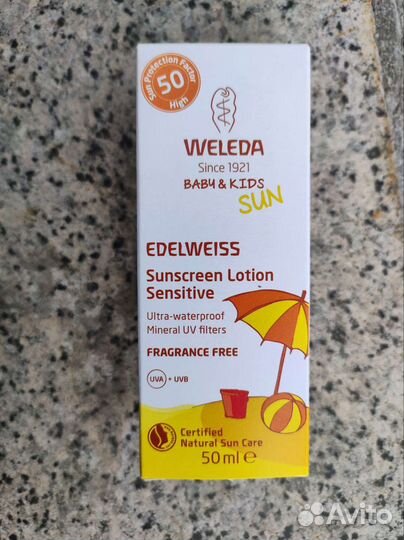 Sun Protection Factor
50
High
WELEDA
Since 1921
BABY & KIDS
SUN
EDELWEISS
Sunscreen Lotion
Sensitive
Ultra-waterproof
Mineral UV filters
FRAGRANCE FREE
UVA + UVB
Certified
Natural Sun Care
50 ml ℮
Avito